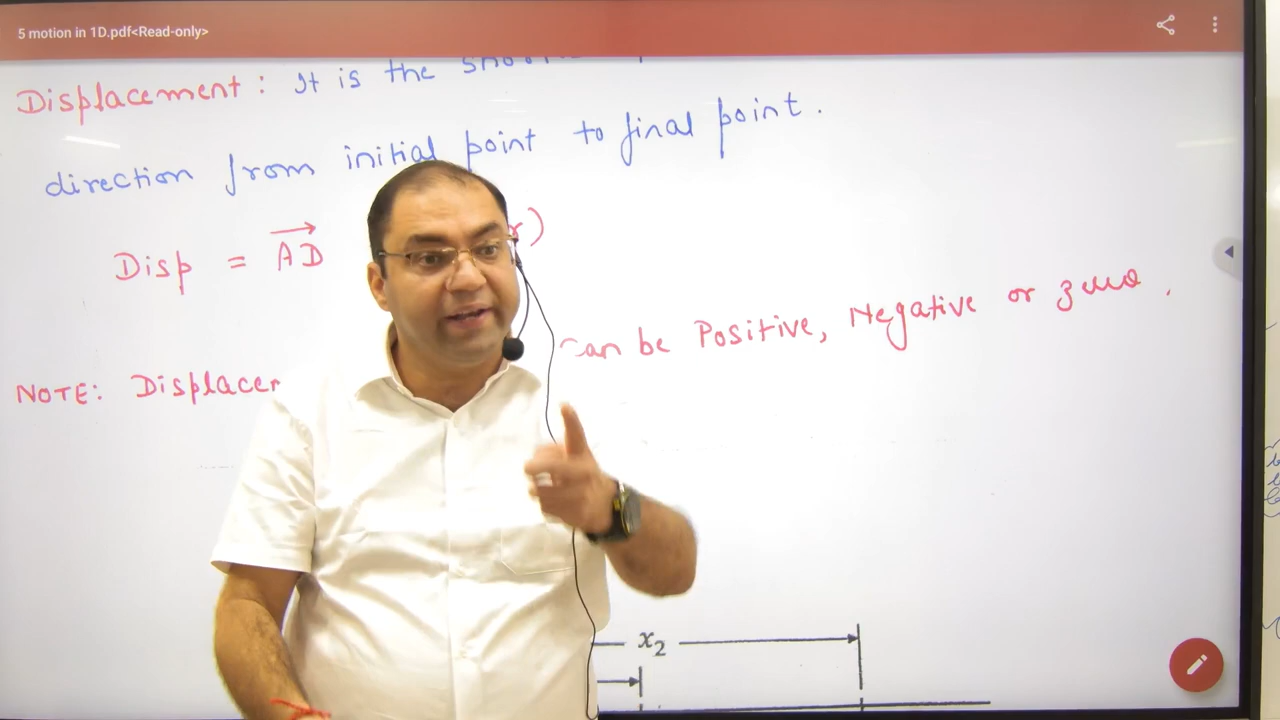 5 motion in 1D.pdf<Read-only>
Displacement : It is the
direction from initial point to final point.
Disp = AD
NOTE: can be Positive, Negative or zero.
x2